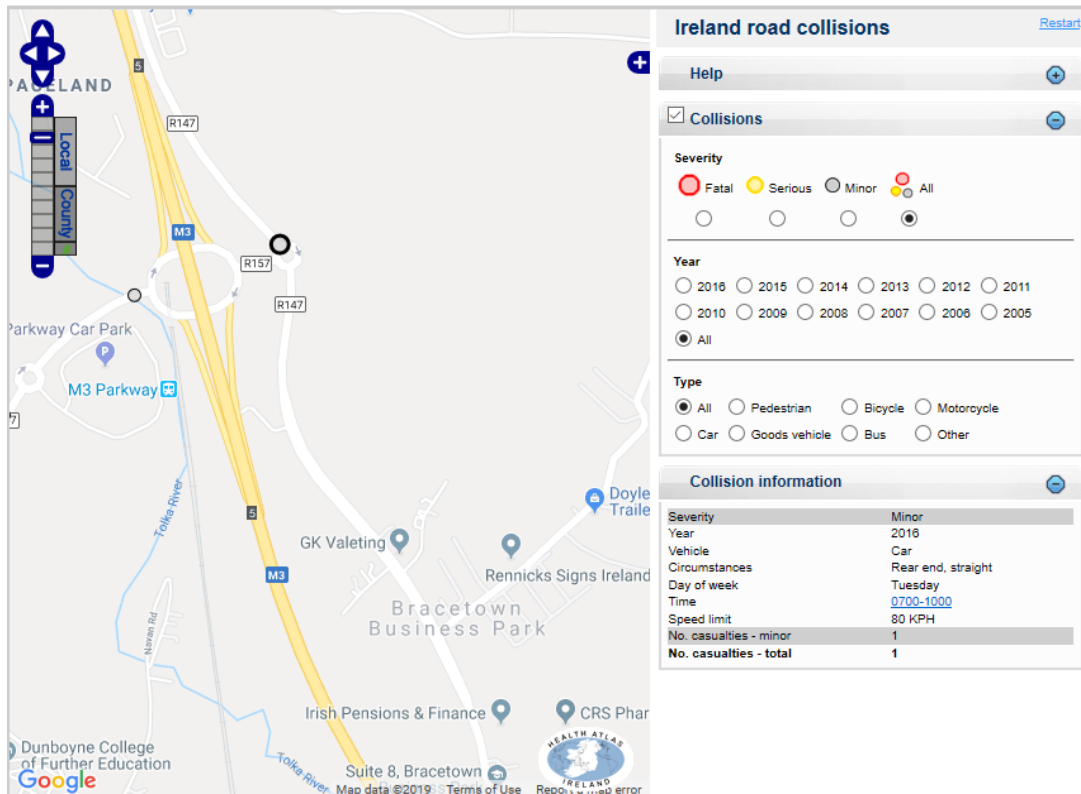 PACELAND
5
R147
Local
County
M3
R157
R147
Parkway Car Park
P
M3 Parkway
7
Tolka River
5
Doyle
Traile
GK Valeting
Rennicks Signs Ireland
M3
Bracetown
Business Park
Navan Rd
Irish Pensions & Finance
CRS Phar
HEALTH ATLAS
IRELAND
Dunboyne College
of Further Education
Tolka River
Suite 8, Bracetown
Google
Map data ©2019 Terms of Use Report a map error
Ireland road collisions
Restart
Help
Collisions
Severity
Fatal Serious Minor All
Year
2016 2015 2014 2013 2012 2011
2010 2009 2008 2007 2006 2005
All
Type
All Pedestrian Bicycle Motorcycle
Car Goods vehicle Bus Other
Collision information
Severity Minor
Year 2016
Vehicle Car
Circumstances Rear end, straight
Day of week Tuesday
Time 0700-1000
Speed limit 80 KPH
No. casualties - minor 1
No. casualties - total 1